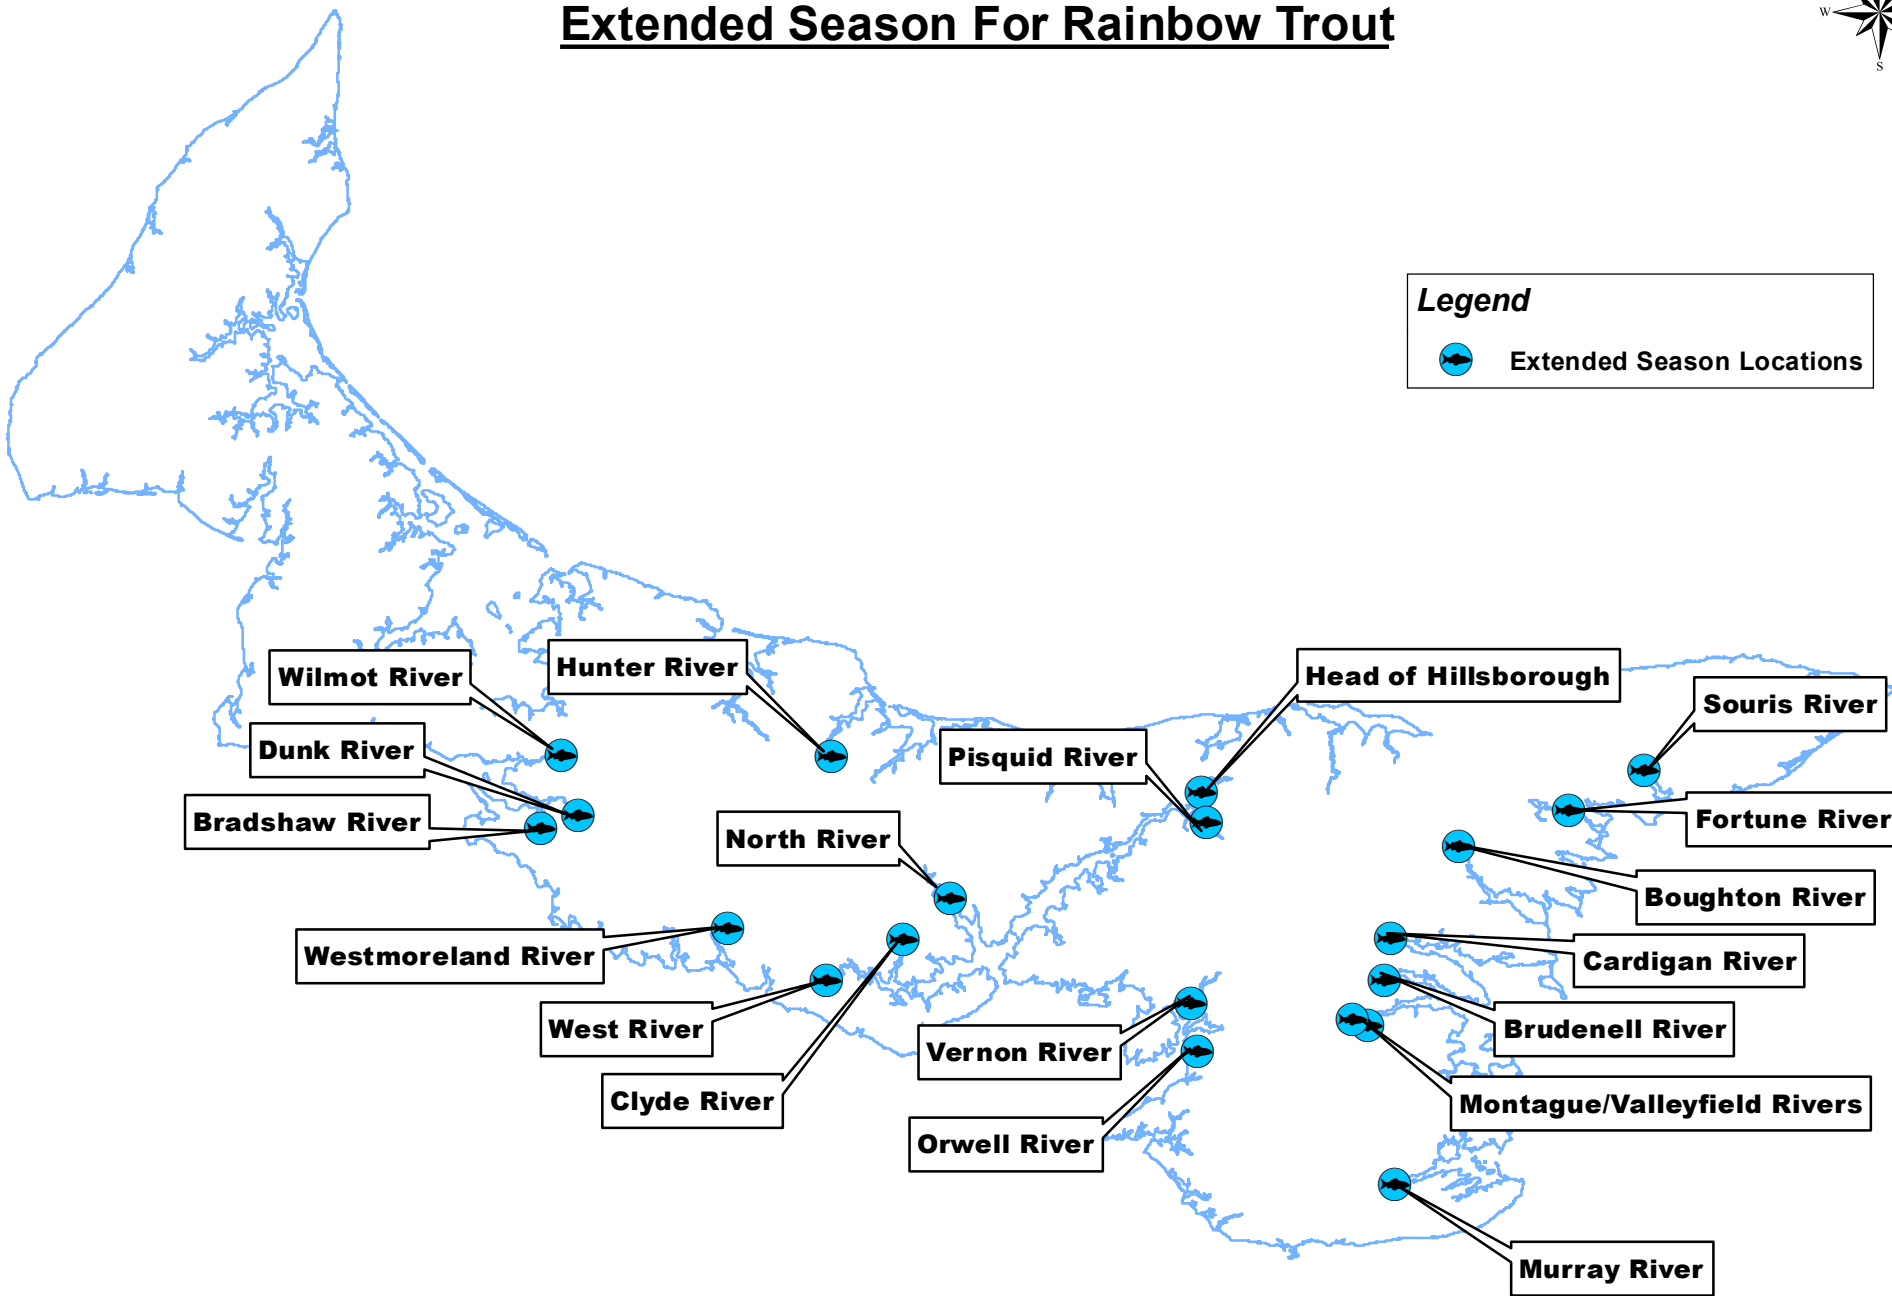 Extended Season For Rainbow Trout
W
S
Legend
Extended Season Locations
Wilmot River
Hunter River
Head of Hillsborough
Souris River
Dunk River
Pisquid River
Bradshaw River
North River
Fortune River
Boughton River
Westmoreland River
Cardigan River
West River
Vernon River
Brudenell River
Clyde River
Montague/Valleyfield Rivers
Orwell River
Murray River